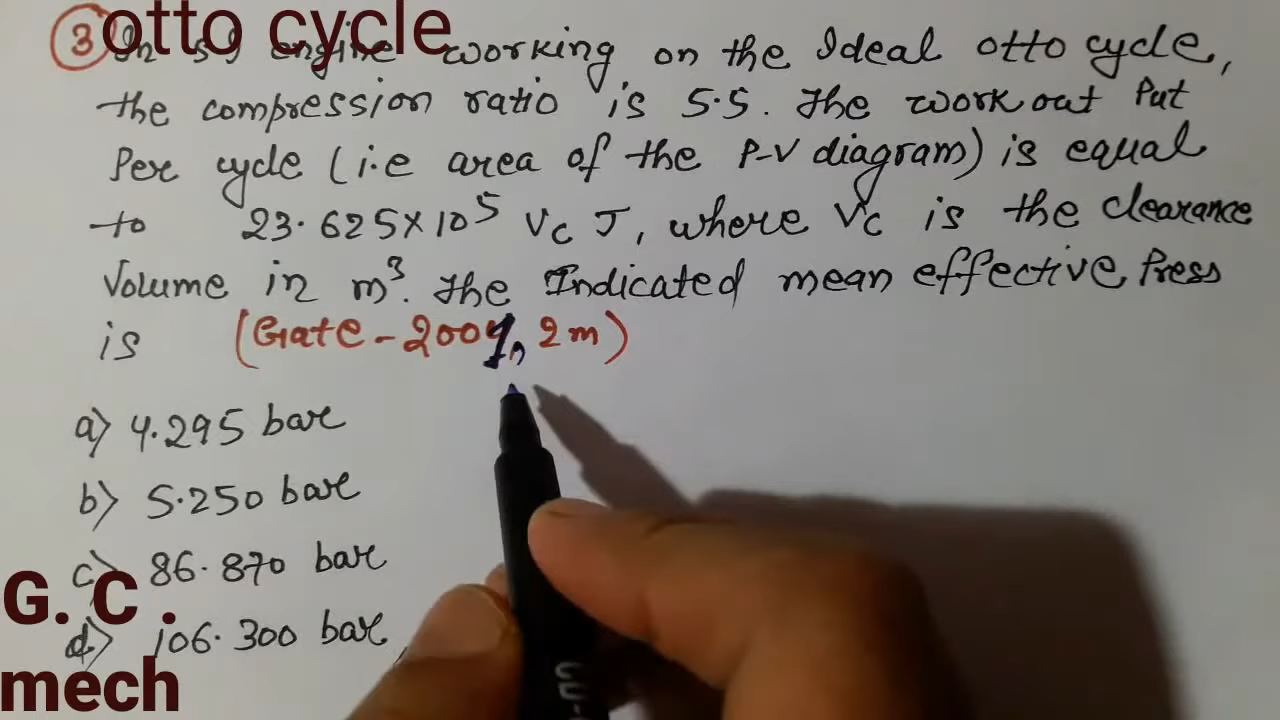 otto cycle
3 In SI engine working on the Ideal otto cycle,
the compression ratio is 5.5. The work out Put
Per cycle (i.e area of the P-V diagram) is equal
to 23.625×10⁵ Vc J, where Vc is the clearance
Volume in m³. the Indicated mean effective Press
is (Gate - 200 , 2m)
a) 4.295 bar
b) 5.250 bar
c) 86.870 bar
d) 106.300 bar
G. C .
mech